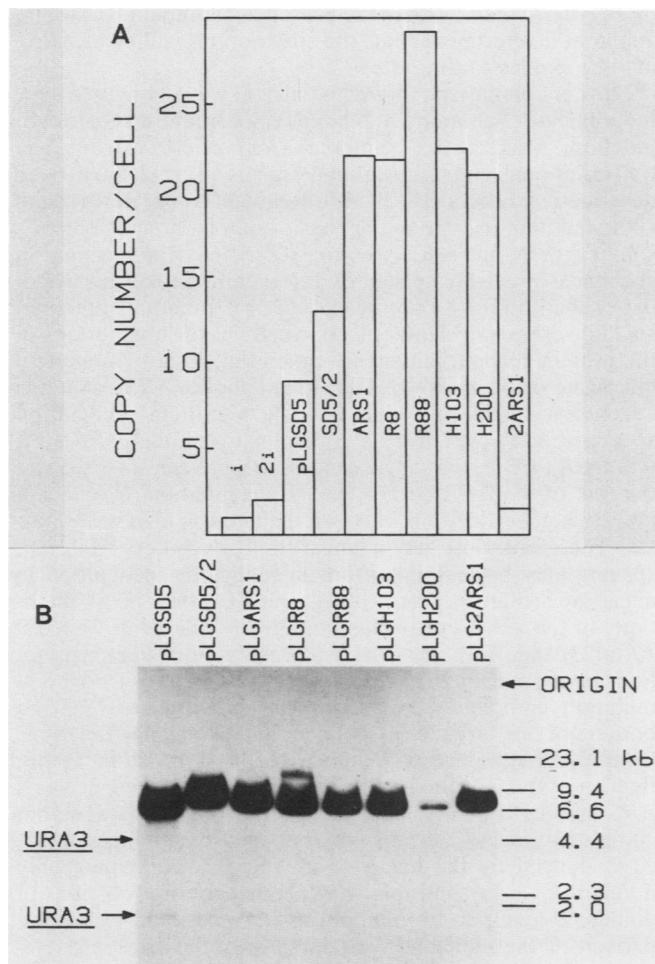 A
COPY NUMBER/CELL
25
20
15
10
5
i
2i
pLGSD5
SD5/2
ARS1
R8
R88
H103
H200
2ARS1
B
pLGSD5
pLGSD5/2
pLGARS1
pLGR8
pLGR88
pLGH103
pLGH200
pLG2ARS1
ORIGIN
23.1 kb
9.4
6.6
4.4
2.3
2.0
URA3
URA3